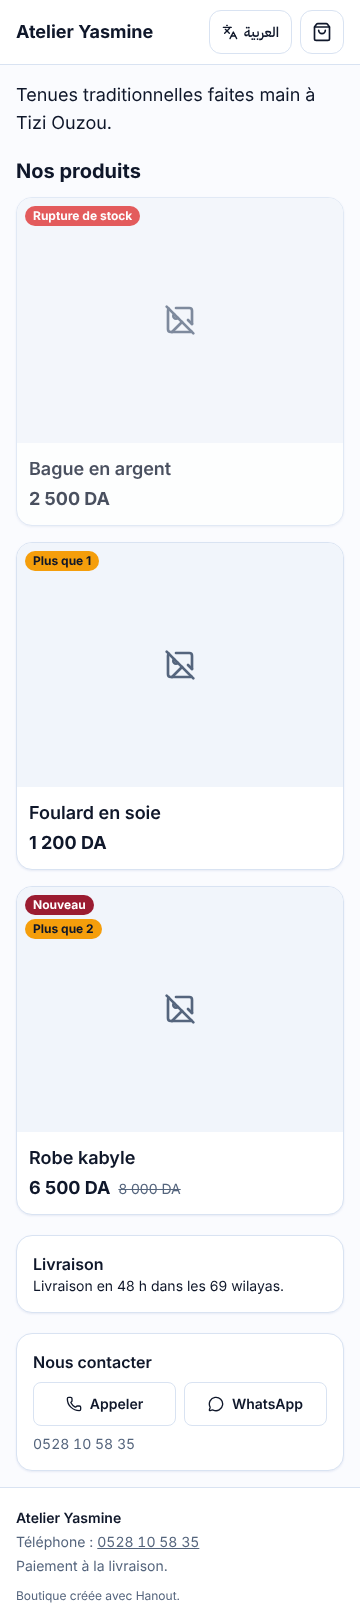 Atelier Yasmine
العربية
Tenues traditionnelles faites main à
Tizi Ouzou.
Nos produits
Rupture de stock
Bague en argent
2 500 DA
Plus que 1
Foulard en soie
1 200 DA
Nouveau
Plus que 2
Robe kabyle
6 500 DA 8 000 DA
Livraison
Livraison en 48 h dans les 69 wilayas.
Nous contacter
Appeler WhatsApp
0528 10 58 35
Atelier Yasmine
Téléphone : 0528 10 58 35
Paiement à la livraison.
Boutique créée avec Hanout.